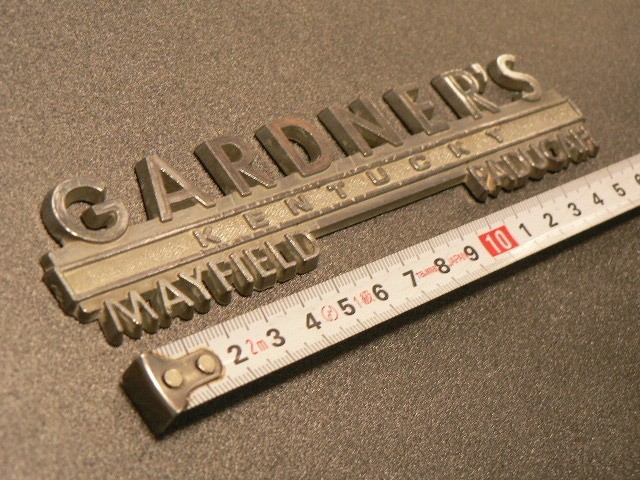 GARDNER'S
KENTUCKY
MAYFIELD PADUCAH
2 2m 3 4 5 6 7 8 9 10 1 2 3 4 5 6